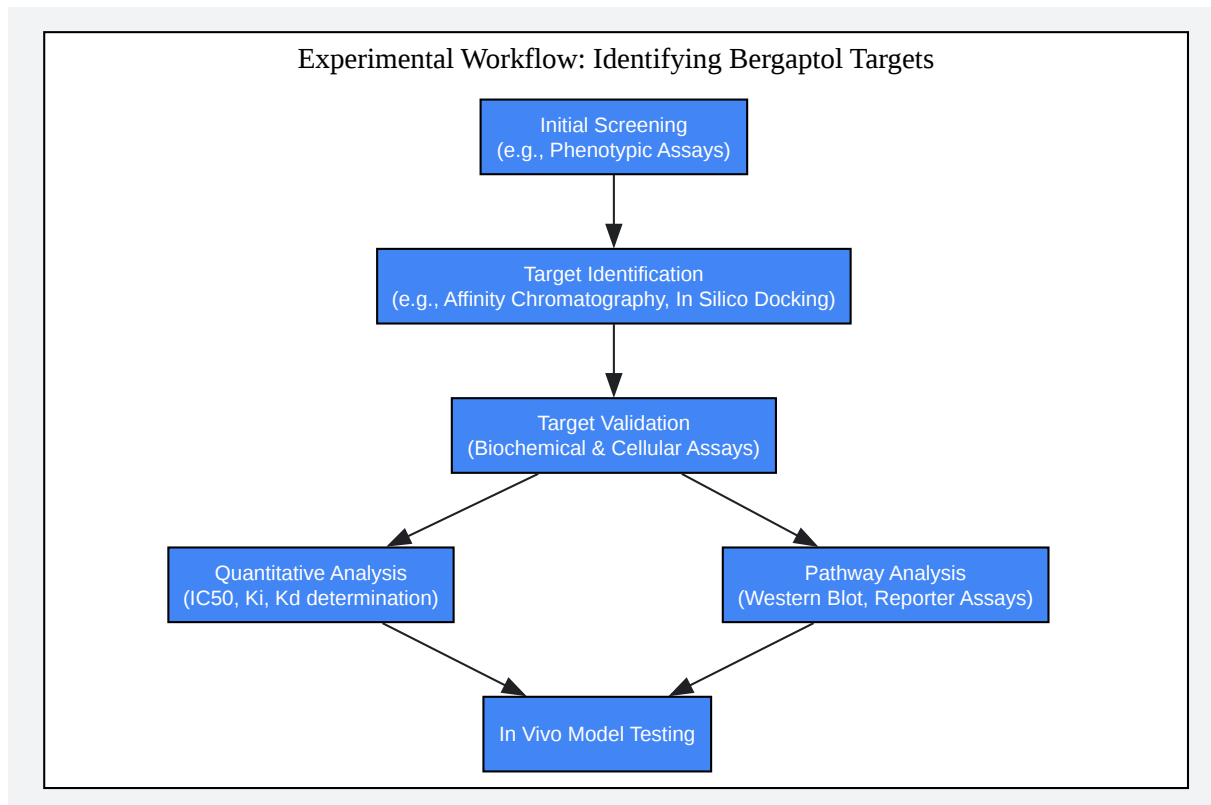 Experimental Workflow: Identifying Bergaptol Targets
Initial Screening
(e.g., Phenotypic Assays)
Target Identification
(e.g., Affinity Chromatography, In Silico Docking)
Target Validation
(Biochemical & Cellular Assays)
Quantitative Analysis
(IC50, Ki, Kd determination)
Pathway Analysis
(Western Blot, Reporter Assays)
In Vivo Model Testing